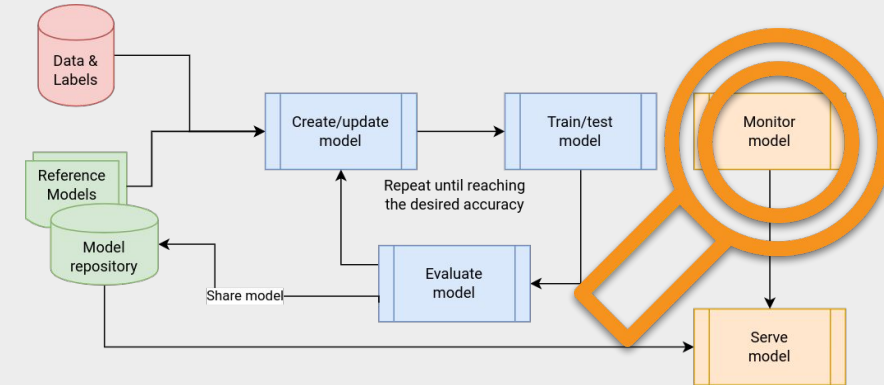 Data &
Labels
Create/update
model
Train/test
model
Monitor
model
Reference
Models
Repeat until reaching
the desired accuracy
Model
repository
Evaluate
model
Share model
Serve
model